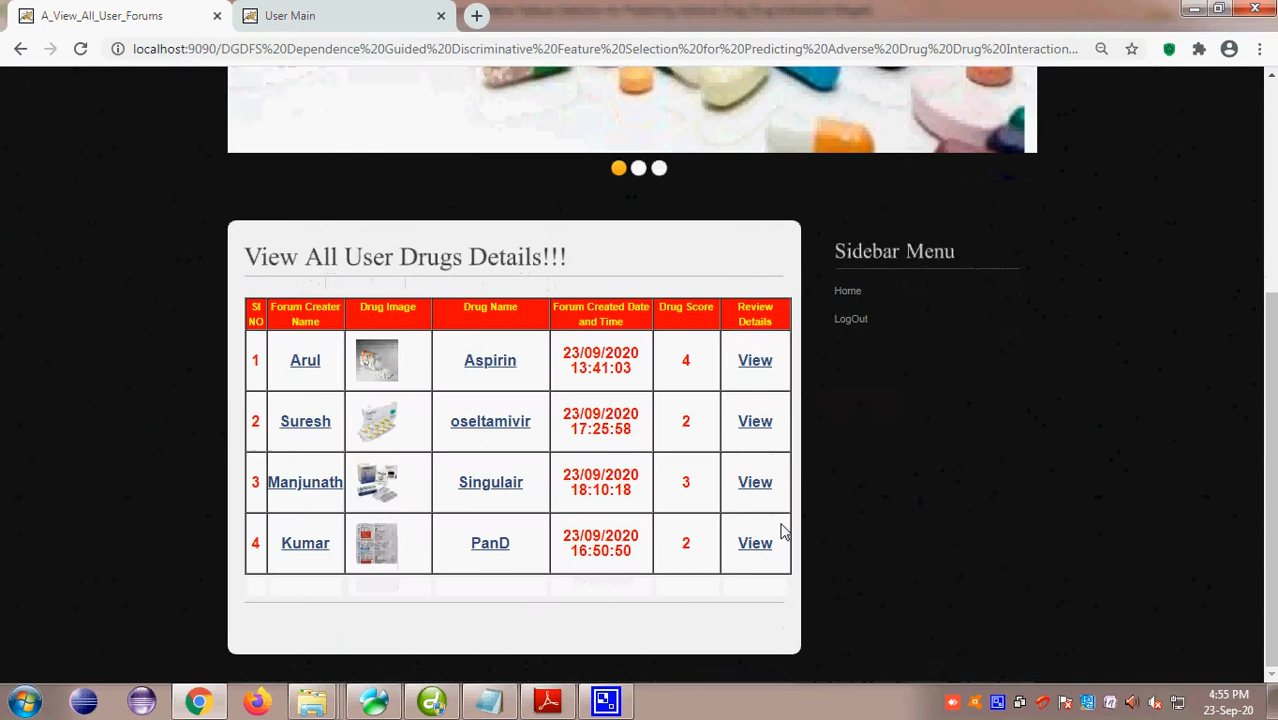 A_View_All_User_Forums
User Main
localhost:9090/DGDFS%20Dependence%20Guided%20Discriminative%20Feature%20Selection%20for%20Predicting%20Adverse%20Drug%20Drug%20Interaction...
View All User Drugs Details!!!
Sidebar Menu
Home
LogOut
SI NO Forum Creater Name Drug Image Drug Name Forum Created Date and Time Drug Score Review Details
1 Arul Aspirin 23/09/2020 13:41:03 4 View
2 Suresh oseltamivir 23/09/2020 17:25:58 2 View
3 Manjunath Singulair 23/09/2020 18:10:18 3 View
4 Kumar PanD 23/09/2020 16:50:50 2 View
4:55 PM
23-Sep-20